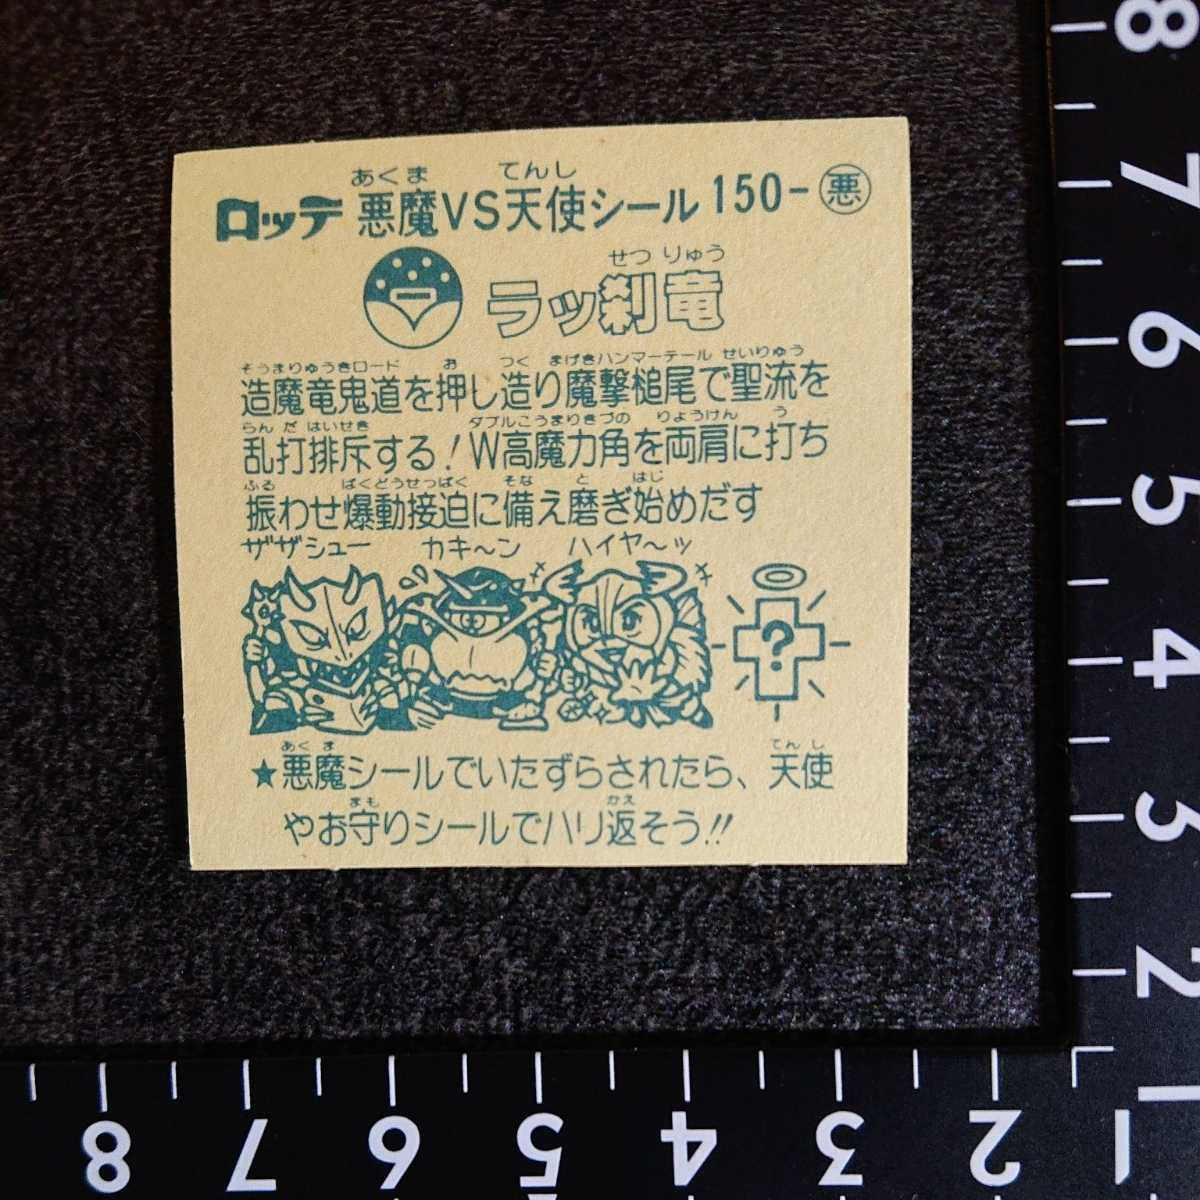 あくま てんし
ロッテ 悪魔VS天使シール 150-悪
せつ りゅう
ラッ刹竜
そうまりゅうきロード お つく まげきハンマーテール せいりゅう
造魔竜鬼道を押し造り魔撃槌尾で聖流を
らん だ はいせき ダブルこうまりきづの りょうけん う
乱打排斥する!W高魔力角を両肩に打ち
ふる ばくどうせっぱく そな と はじ
振わせ爆動接迫に備え磨ぎ始めだす
ザザシュー カキ〜ン ハイヤ〜ッ
?
あく ま てん し
★悪魔シールでいたずらされたら、天使
まも かえ
やお守りシールでハリ返そう!!
8
7
6
5
4
3
2
1
8 7 6 5 4 3 2